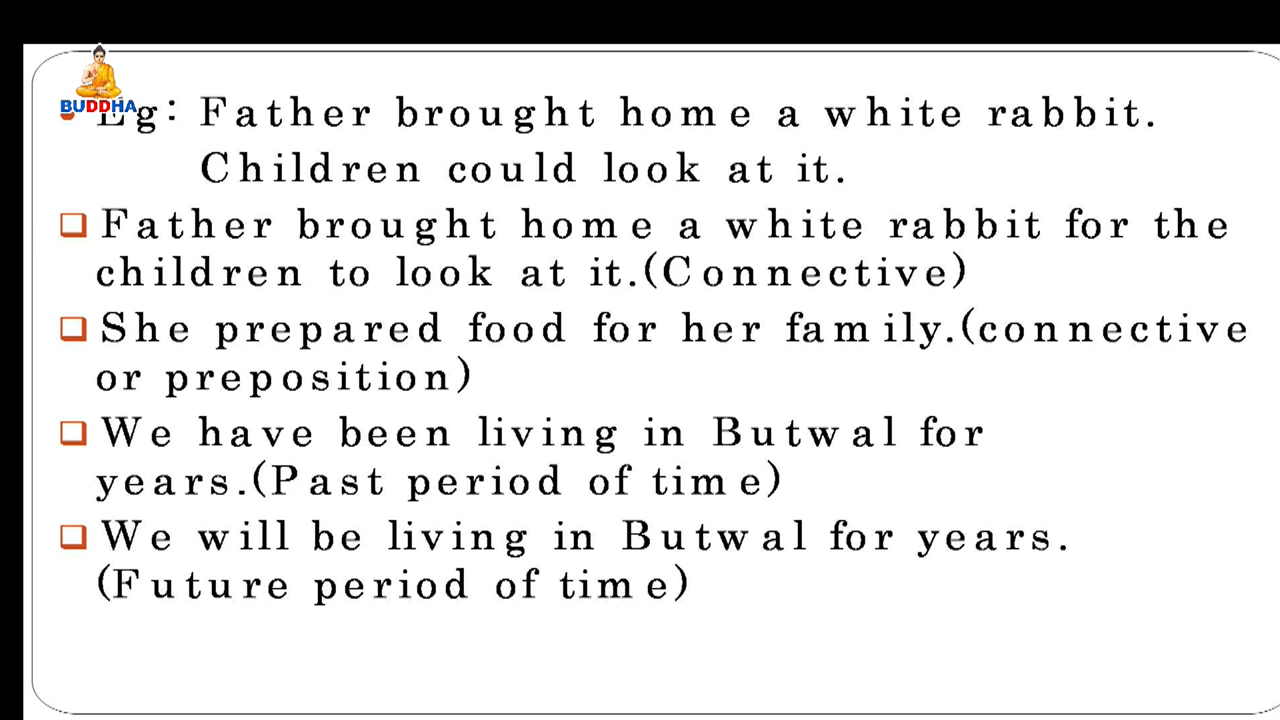 BUDDHA
Eg: Father brought home a white rabbit.
Children could look at it.
Father brought home a white rabbit for the
children to look at it.(Connective)
She prepared food for her family.(connective
or preposition)
We have been living in Butwal for
years.(Past period of time)
We will be living in Butwal for years.
(Future period of time)